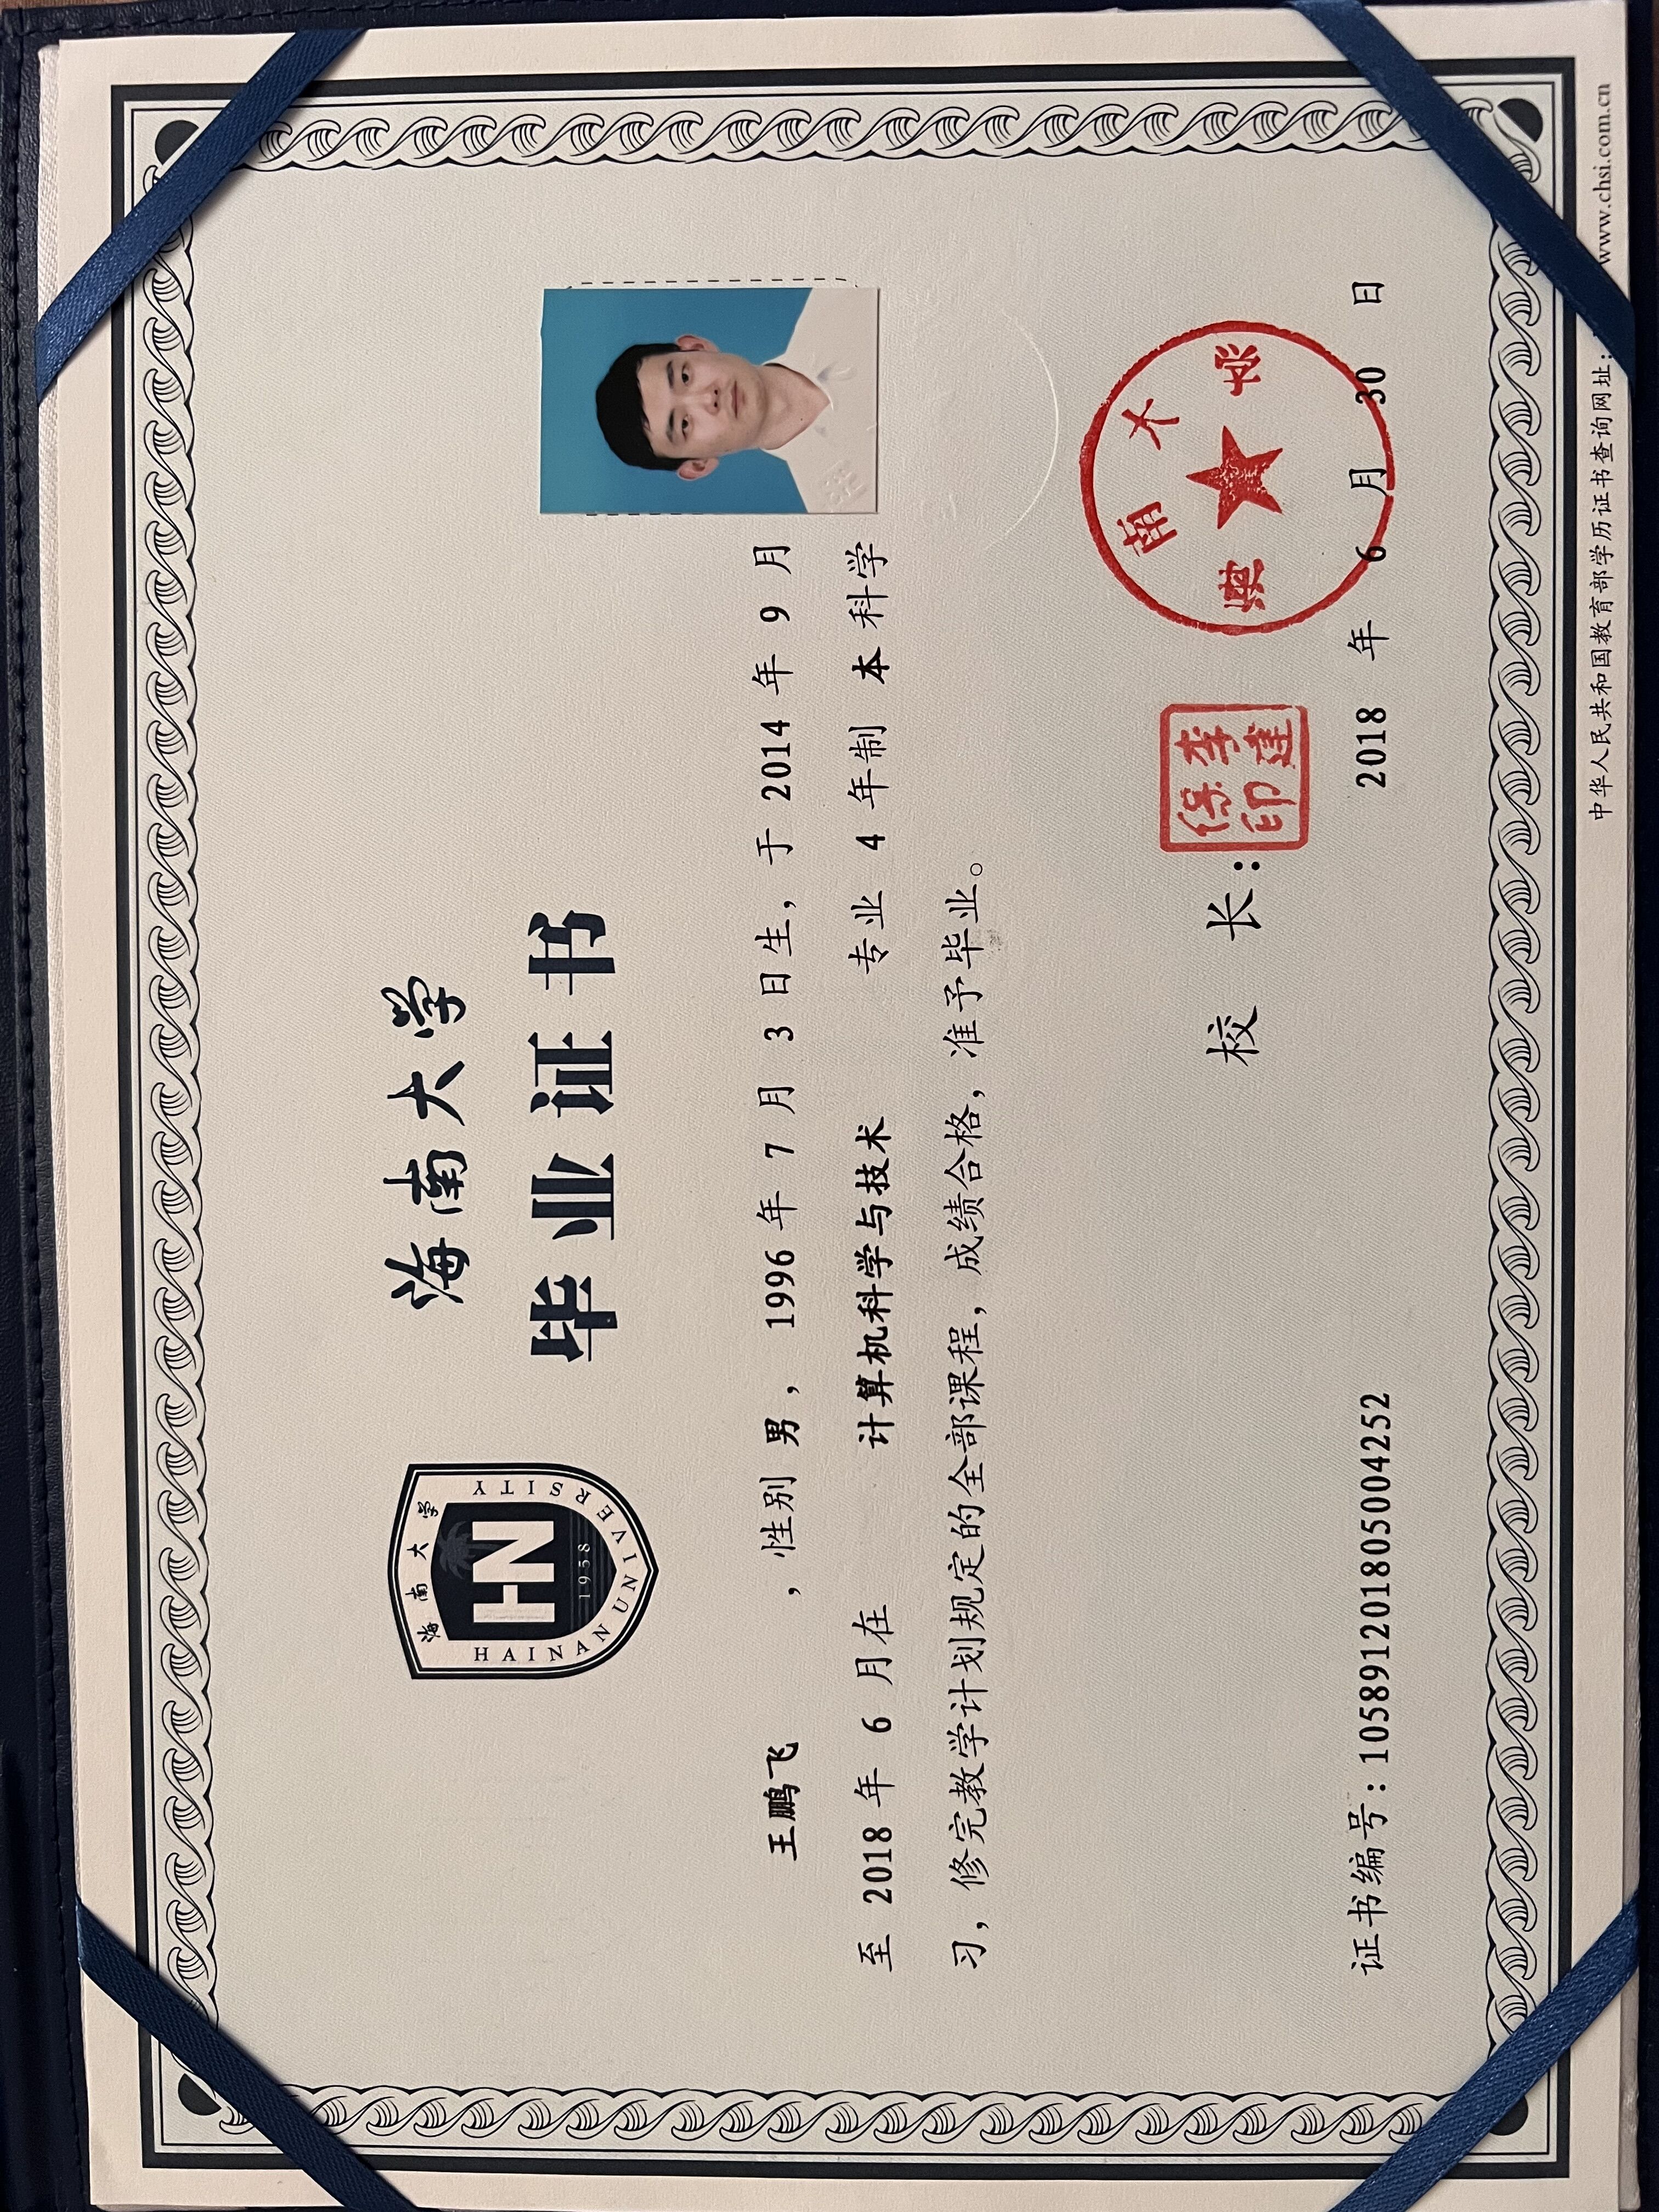 海南大学
HAINAN UNIVERSITY
HN
1958
海南大学
毕业证书
王鹏飞 ，性别 男 ， 1996 年 7 月 3 日生，于 2014 年 9 月
至 2018 年 6 月在 计算机科学与技术 专业 4 年制 本 科学
习，修完教学计划规定的全部课程，成绩合格，准予毕业。
校 长：
李建保印
海南大学
证书编号：105891201805004252
2018 年 6 月 30 日
中华人民共和国教育部学历证书查询网址： www.chsi.com.cn